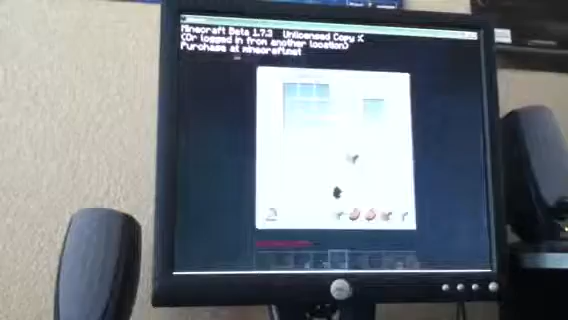 Minecraft Beta 1.7.3   Unlicensed Copy :(
(Or logged in from another location)
Purchase at minecraft.net